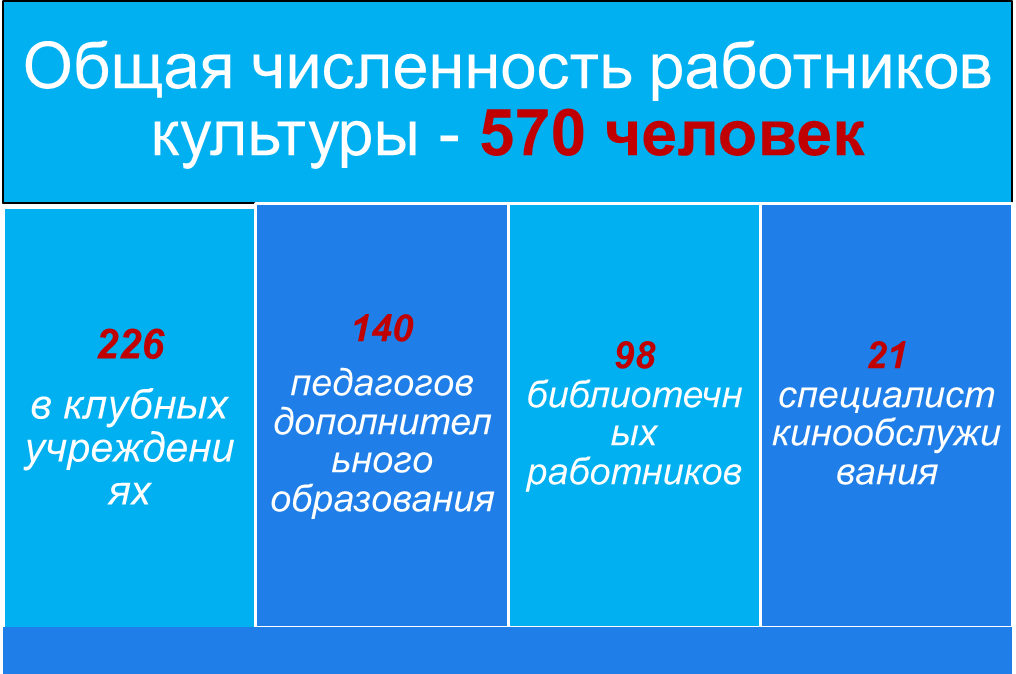 Общая численность работников
культуры - 570 человек
226
в клубных
учреждени
ях
140
педагогов
дополнител
ьного
образования
98
библиотечн
ых
работников
21
специалист
кинообслужи
вания